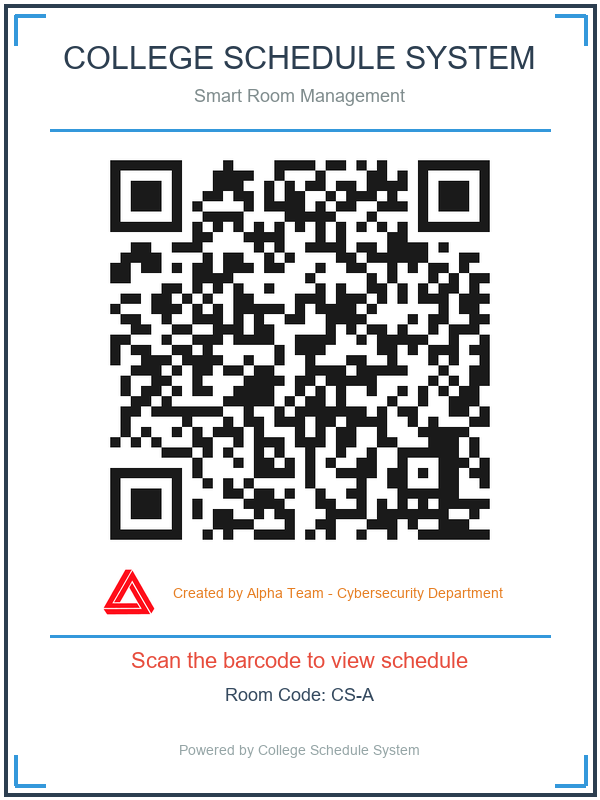 COLLEGE SCHEDULE SYSTEM
Smart Room Management
Created by Alpha Team - Cybersecurity Department
Scan the barcode to view schedule
Room Code: CS-A
Powered by College Schedule System